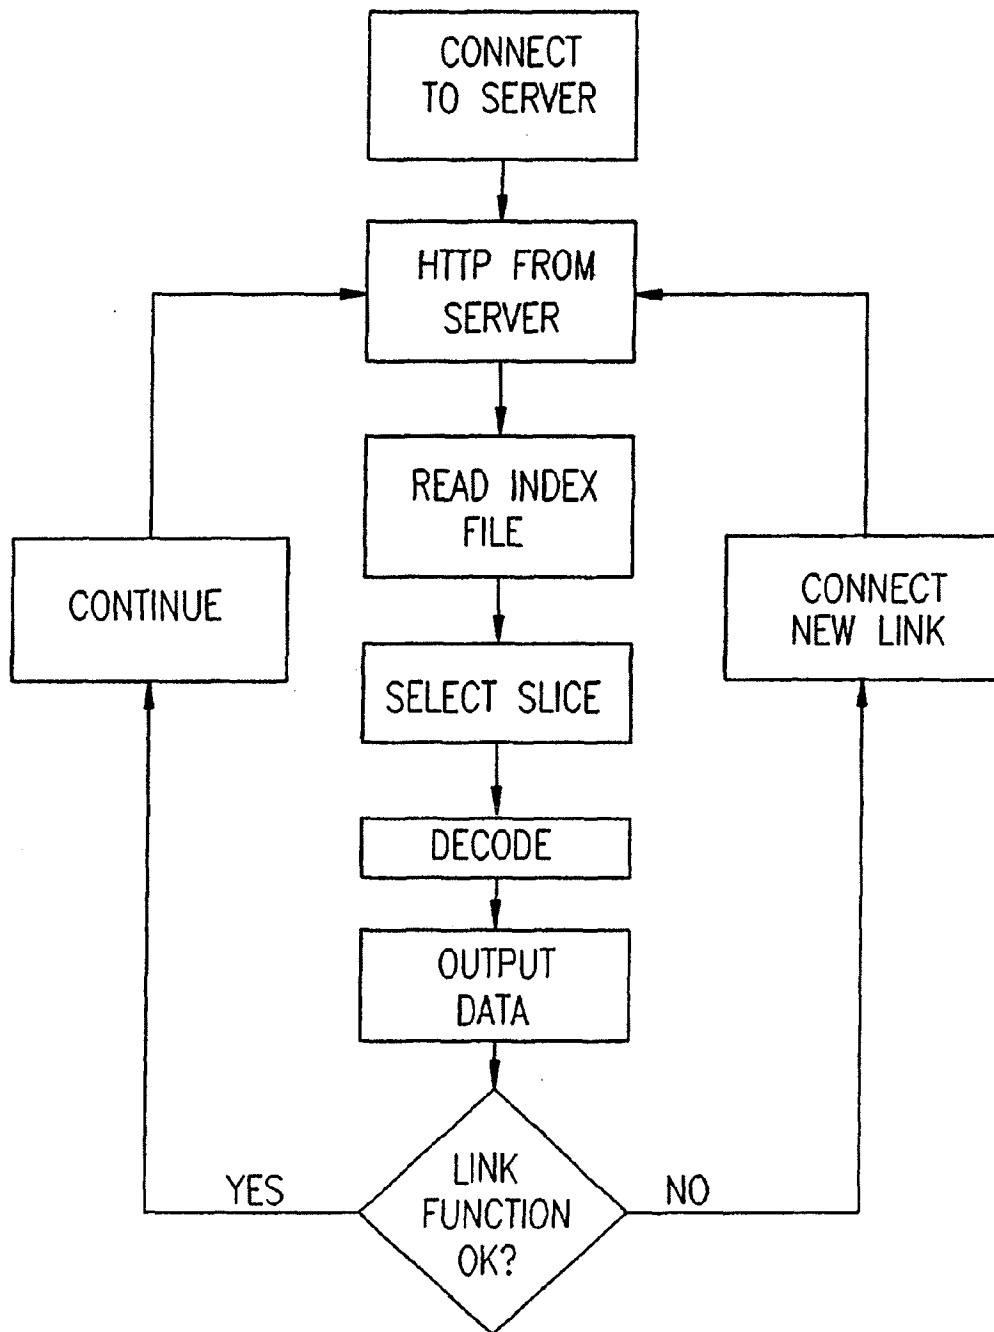 CONNECT
TO SERVER
HTTP FROM
SERVER
READ INDEX
FILE
CONTINUE
CONNECT
NEW LINK
SELECT SLICE
DECODE
OUTPUT
DATA
YES
LINK
FUNCTION
OK?
NO